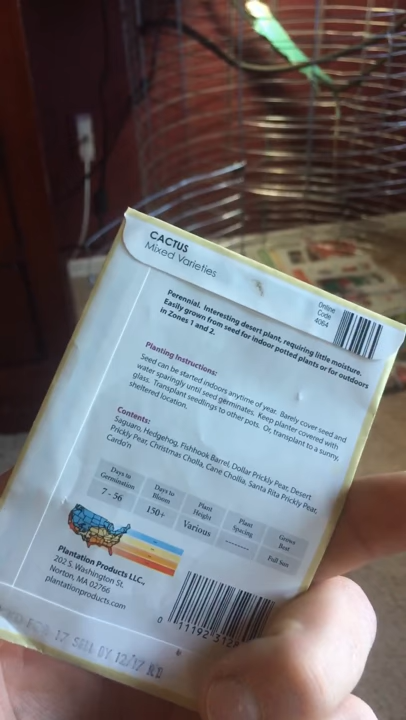 CACTUS
Mixed Varieties
Online
Code
4064
Perennial. Interesting desert plant, requiring little moisture.
Easily grown from seed for indoor potted plants or for outdoors
in Zones 1 and 2.
Planting Instructions:
Seed can be started indoors anytime of year. Barely cover seed and
water sparingly until seed germinates. Keep planter covered with
glass. Transplant seedlings to other pots. Or, transplant to a sunny,
sheltered location.
Contents:
Saguaro, Hedgehog, Fishhook Barrel, Dollar Prickly Pear, Desert
Prickly Pear, Christmas Cholla, Cane Cholla, Santa Rita Prickly Pear,
Cardo'n
Days to
Germination
7 - 56
Days to
Bloom
150+
Plant
Height
Various
Plant
Spacing
--------
Grows
Best
Full Sun
Plantation Products LLC,
202 S. Washington St.
Norton, MA 02766
plantationproducts.com
0 11192 312
17 SELL BY 12/17